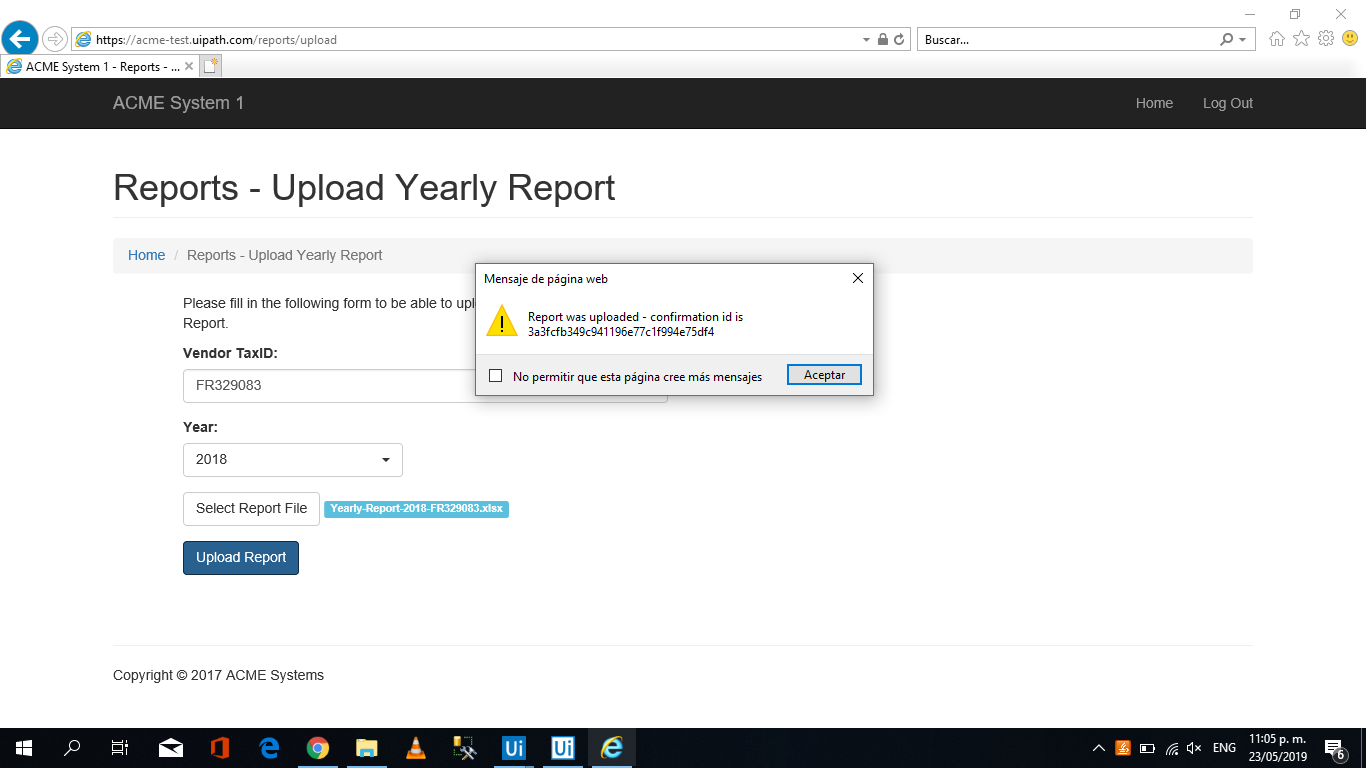 https://acme-test.uipath.com/reports/upload
Buscar...
ACME System 1 - Reports - ...
ACME System 1
Home
Log Out
Reports - Upload Yearly Report
Home / Reports - Upload Yearly Report
Please fill in the following form to be able to upl
Report.
Mensaje de página web
Report was uploaded - confirmation id is
3a3fcfb349c941196e77c1f994e75df4
No permitir que esta página cree más mensajes
Aceptar
Vendor TaxID:
FR329083
Year:
2018
Select Report File
Yearly-Report-2018-FR329083.xlsx
Upload Report
Copyright © 2017 ACME Systems
Ui
Ui
ENG
11:05 p. m.
23/05/2019
6